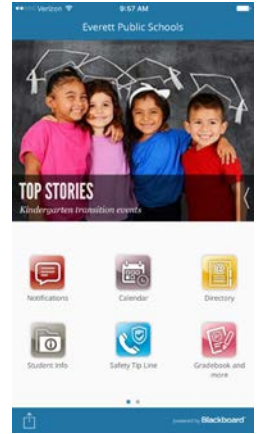 Verizon 9:57 AM
Everett Public Schools
TOP STORIES
Kindergarten transition events
Notifications Calendar Directory
Student Info Safety Tip Line Gradebook and
more
powered by Blackboard